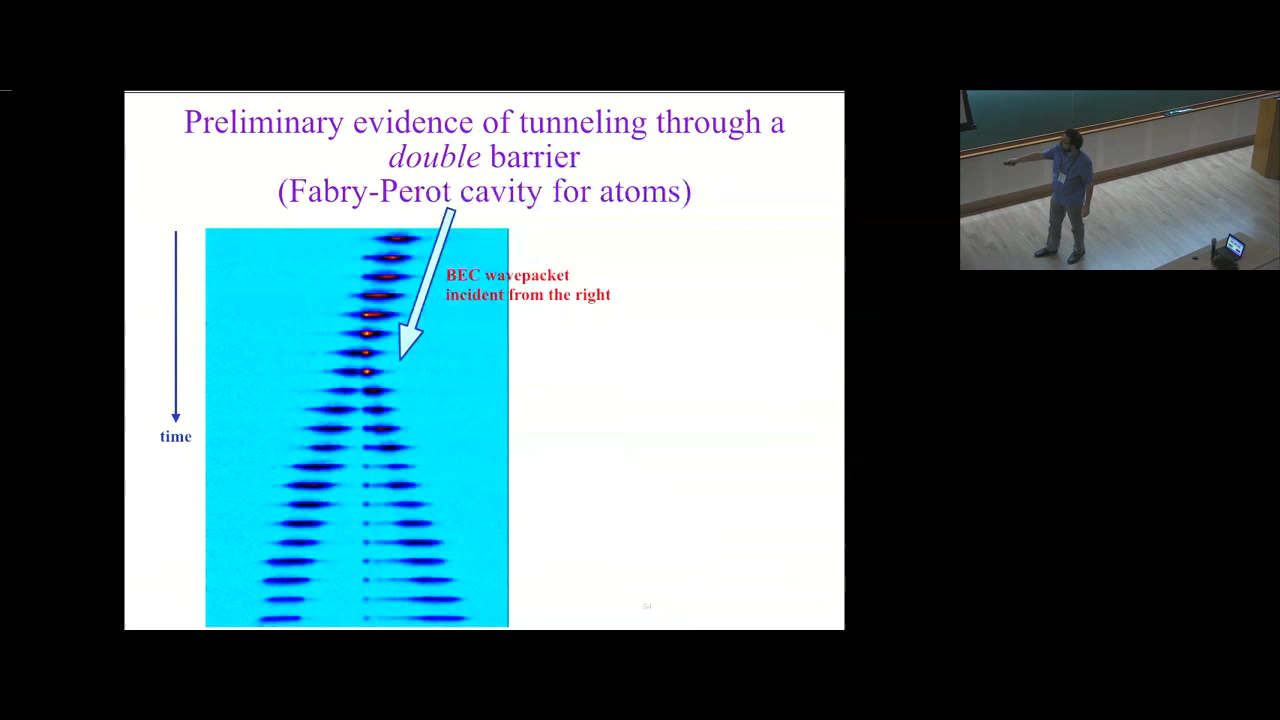 Preliminary evidence of tunneling through a
double barrier
(Fabry-Perot cavity for atoms)
BEC wavepacket
incident from the right
time
54